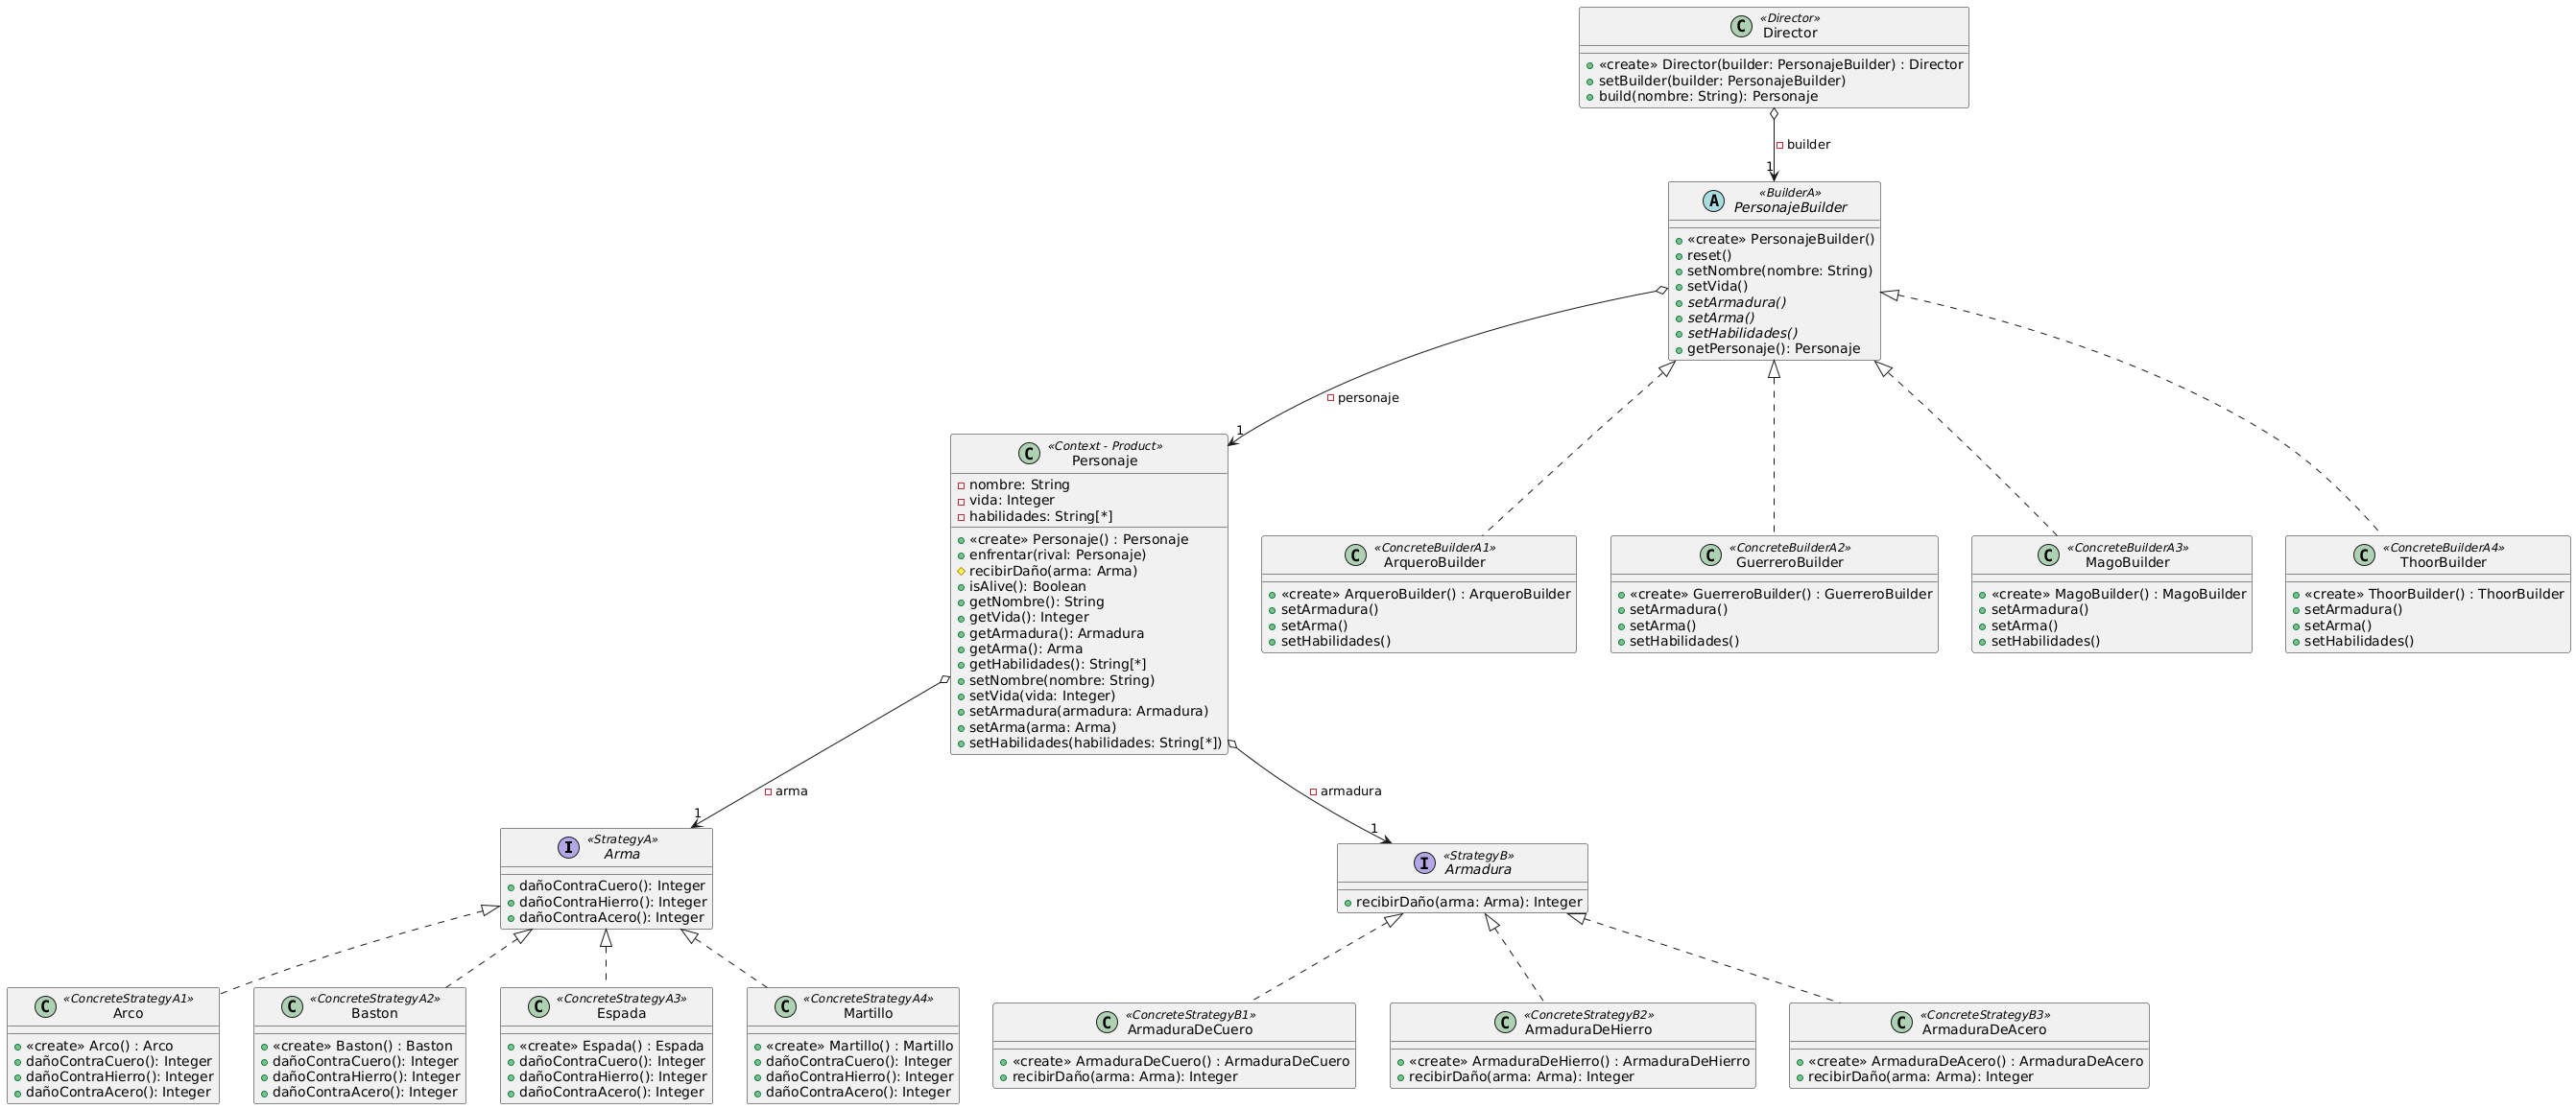 «Director»
Director
«create» Director(builder: PersonajeBuilder) : Director
setBuilder(builder: PersonajeBuilder)
build(nombre: String): Personaje
builder
1
«BuilderA»
PersonajeBuilder
«create» PersonajeBuilder()
reset()
setNombre(nombre: String)
setVida()
setArmadura()
setArma()
setHabilidades()
getPersonaje(): Personaje
personaje
1
«Context - Product»
Personaje
nombre: String
vida: Integer
habilidades: String[*]
«create» Personaje() : Personaje
enfrentar(rival: Personaje)
recibirDaño(arma: Arma)
isAlive(): Boolean
getNombre(): String
getVida(): Integer
getArmadura(): Armadura
getArma(): Arma
getHabilidades(): String[*]
setNombre(nombre: String)
setVida(vida: Integer)
setArmadura(armadura: Armadura)
setArma(arma: Arma)
setHabilidades(habilidades: String[*])
«ConcreteBuilderA1»
ArqueroBuilder
«create» ArqueroBuilder() : ArqueroBuilder
setArmadura()
setArma()
setHabilidades()
«ConcreteBuilderA2»
GuerreroBuilder
«create» GuerreroBuilder() : GuerreroBuilder
setArmadura()
setArma()
setHabilidades()
«ConcreteBuilderA3»
MagoBuilder
«create» MagoBuilder() : MagoBuilder
setArmadura()
setArma()
setHabilidades()
«ConcreteBuilderA4»
ThoorBuilder
«create» ThoorBuilder() : ThoorBuilder
setArmadura()
setArma()
setHabilidades()
arma
1
armadura
1
«StrategyA»
Arma
dañoContraCuero(): Integer
dañoContraHierro(): Integer
dañoContraAcero(): Integer
«StrategyB»
Armadura
recibirDaño(arma: Arma): Integer
«ConcreteStrategyA1»
Arco
«create» Arco() : Arco
dañoContraCuero(): Integer
dañoContraHierro(): Integer
dañoContraAcero(): Integer
«ConcreteStrategyA2»
Baston
«create» Baston() : Baston
dañoContraCuero(): Integer
dañoContraHierro(): Integer
dañoContraAcero(): Integer
«ConcreteStrategyA3»
Espada
«create» Espada() : Espada
dañoContraCuero(): Integer
dañoContraHierro(): Integer
dañoContraAcero(): Integer
«ConcreteStrategyA4»
Martillo
«create» Martillo() : Martillo
dañoContraCuero(): Integer
dañoContraHierro(): Integer
dañoContraAcero(): Integer
«ConcreteStrategyB1»
ArmaduraDeCuero
«create» ArmaduraDeCuero() : ArmaduraDeCuero
recibirDaño(arma: Arma): Integer
«ConcreteStrategyB2»
ArmaduraDeHierro
«create» ArmaduraDeHierro() : ArmaduraDeHierro
recibirDaño(arma: Arma): Integer
«ConcreteStrategyB3»
ArmaduraDeAcero
«create» ArmaduraDeAcero() : ArmaduraDeAcero
recibirDaño(arma: Arma): Integer